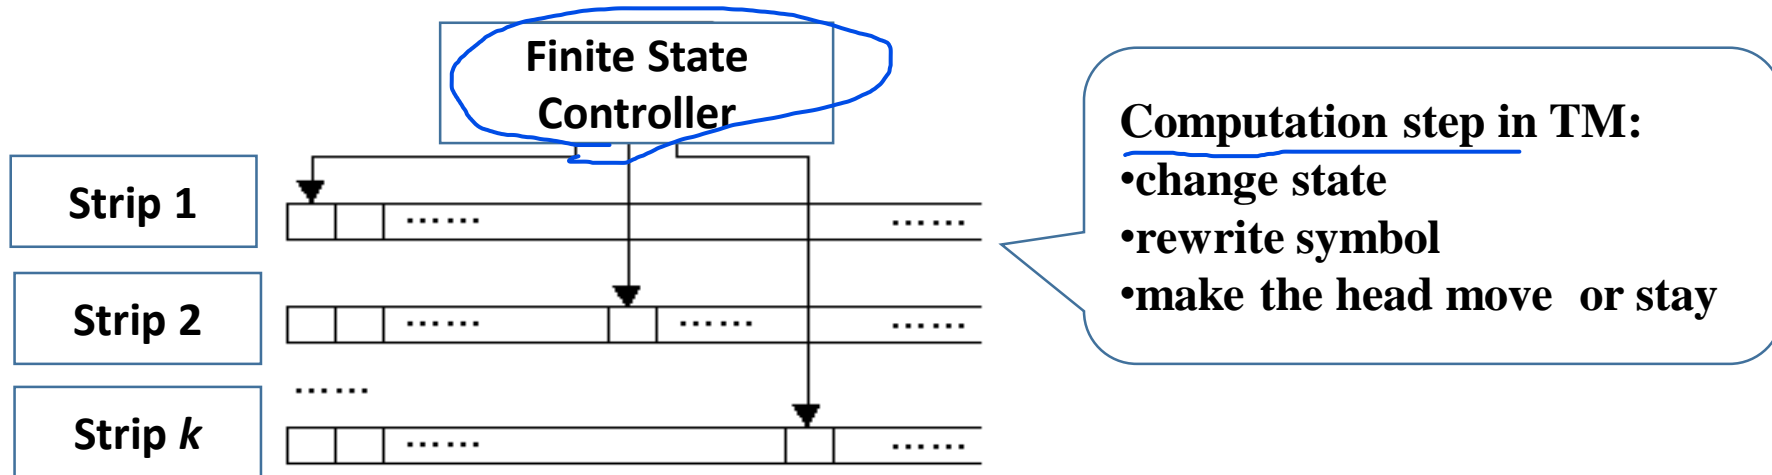 Finite State
Controller
Strip 1
...... ......
Strip 2
...... ...... ......
......
Strip k
...... ......
Computation step in TM:
•change state
•rewrite symbol
•make the head move or stay